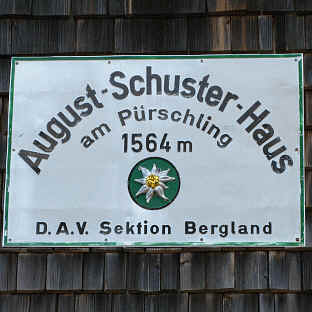 August-Schuster-Haus
am Pürschling
1564 m
D.A.V. Sektion Bergland